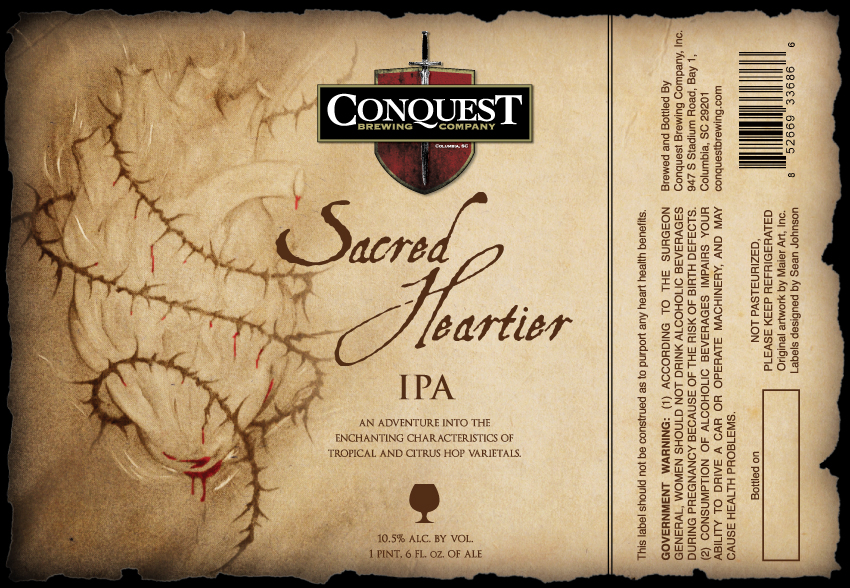 CONQUEST
BREWING COMPANY
COLUMBIA, SC
Sacred
Heartier
IPA
AN ADVENTURE INTO THE
ENCHANTING CHARACTERISTICS OF
TROPICAL AND CITRUS HOP VARIETALS.
10.5% ALC. BY VOL.
1 PINT, 6 FL. OZ. OF ALE
This label should not be construed as to purport any heart health benefits.
GOVERNMENT WARNING: (1) ACCORDING TO THE SURGEON
GENERAL, WOMEN SHOULD NOT DRINK ALCOHOLIC BEVERAGES
DURING PREGNANCY BECAUSE OF THE RISK OF BIRTH DEFECTS.
(2) CONSUMPTION OF ALCOHOLIC BEVERAGES IMPAIRS YOUR
ABILITY TO DRIVE A CAR OR OPERATE MACHINERY, AND MAY
CAUSE HEALTH PROBLEMS.
Brewed and Bottled By
Conquest Brewing Company, Inc.
947 S Stadium Road, Bay 1,
Columbia, SC 29201
conquestbrewing.com
Bottled on
NOT PASTEURIZED,
PLEASE KEEP REFRIGERATED
Original artwork by Maier Art, Inc.
Labels designed by Sean Johnson
8 52669 33686 6